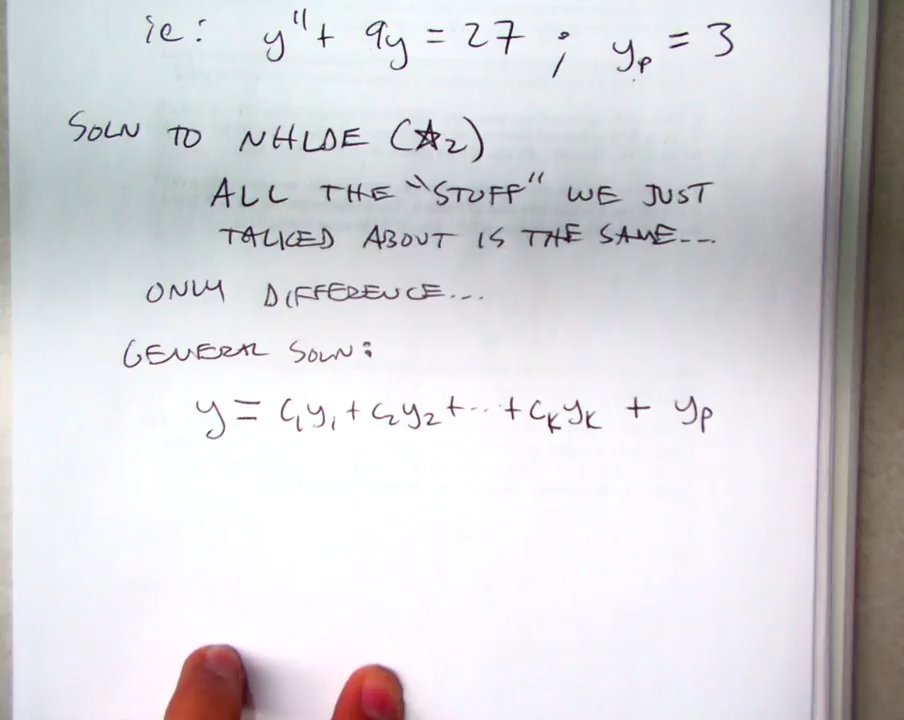 ie: y" + 9y = 27 ; yₚ = 3
SOLN TO NHLDE (☆2)
ALL THE "STUFF" WE JUST
TALKED ABOUT IS THE SAME...
ONLY DIFFERENCE...
GENERAL SOLN:
y = c₁y₁ + c₂y₂ + ... + cₖyₖ + yₚ